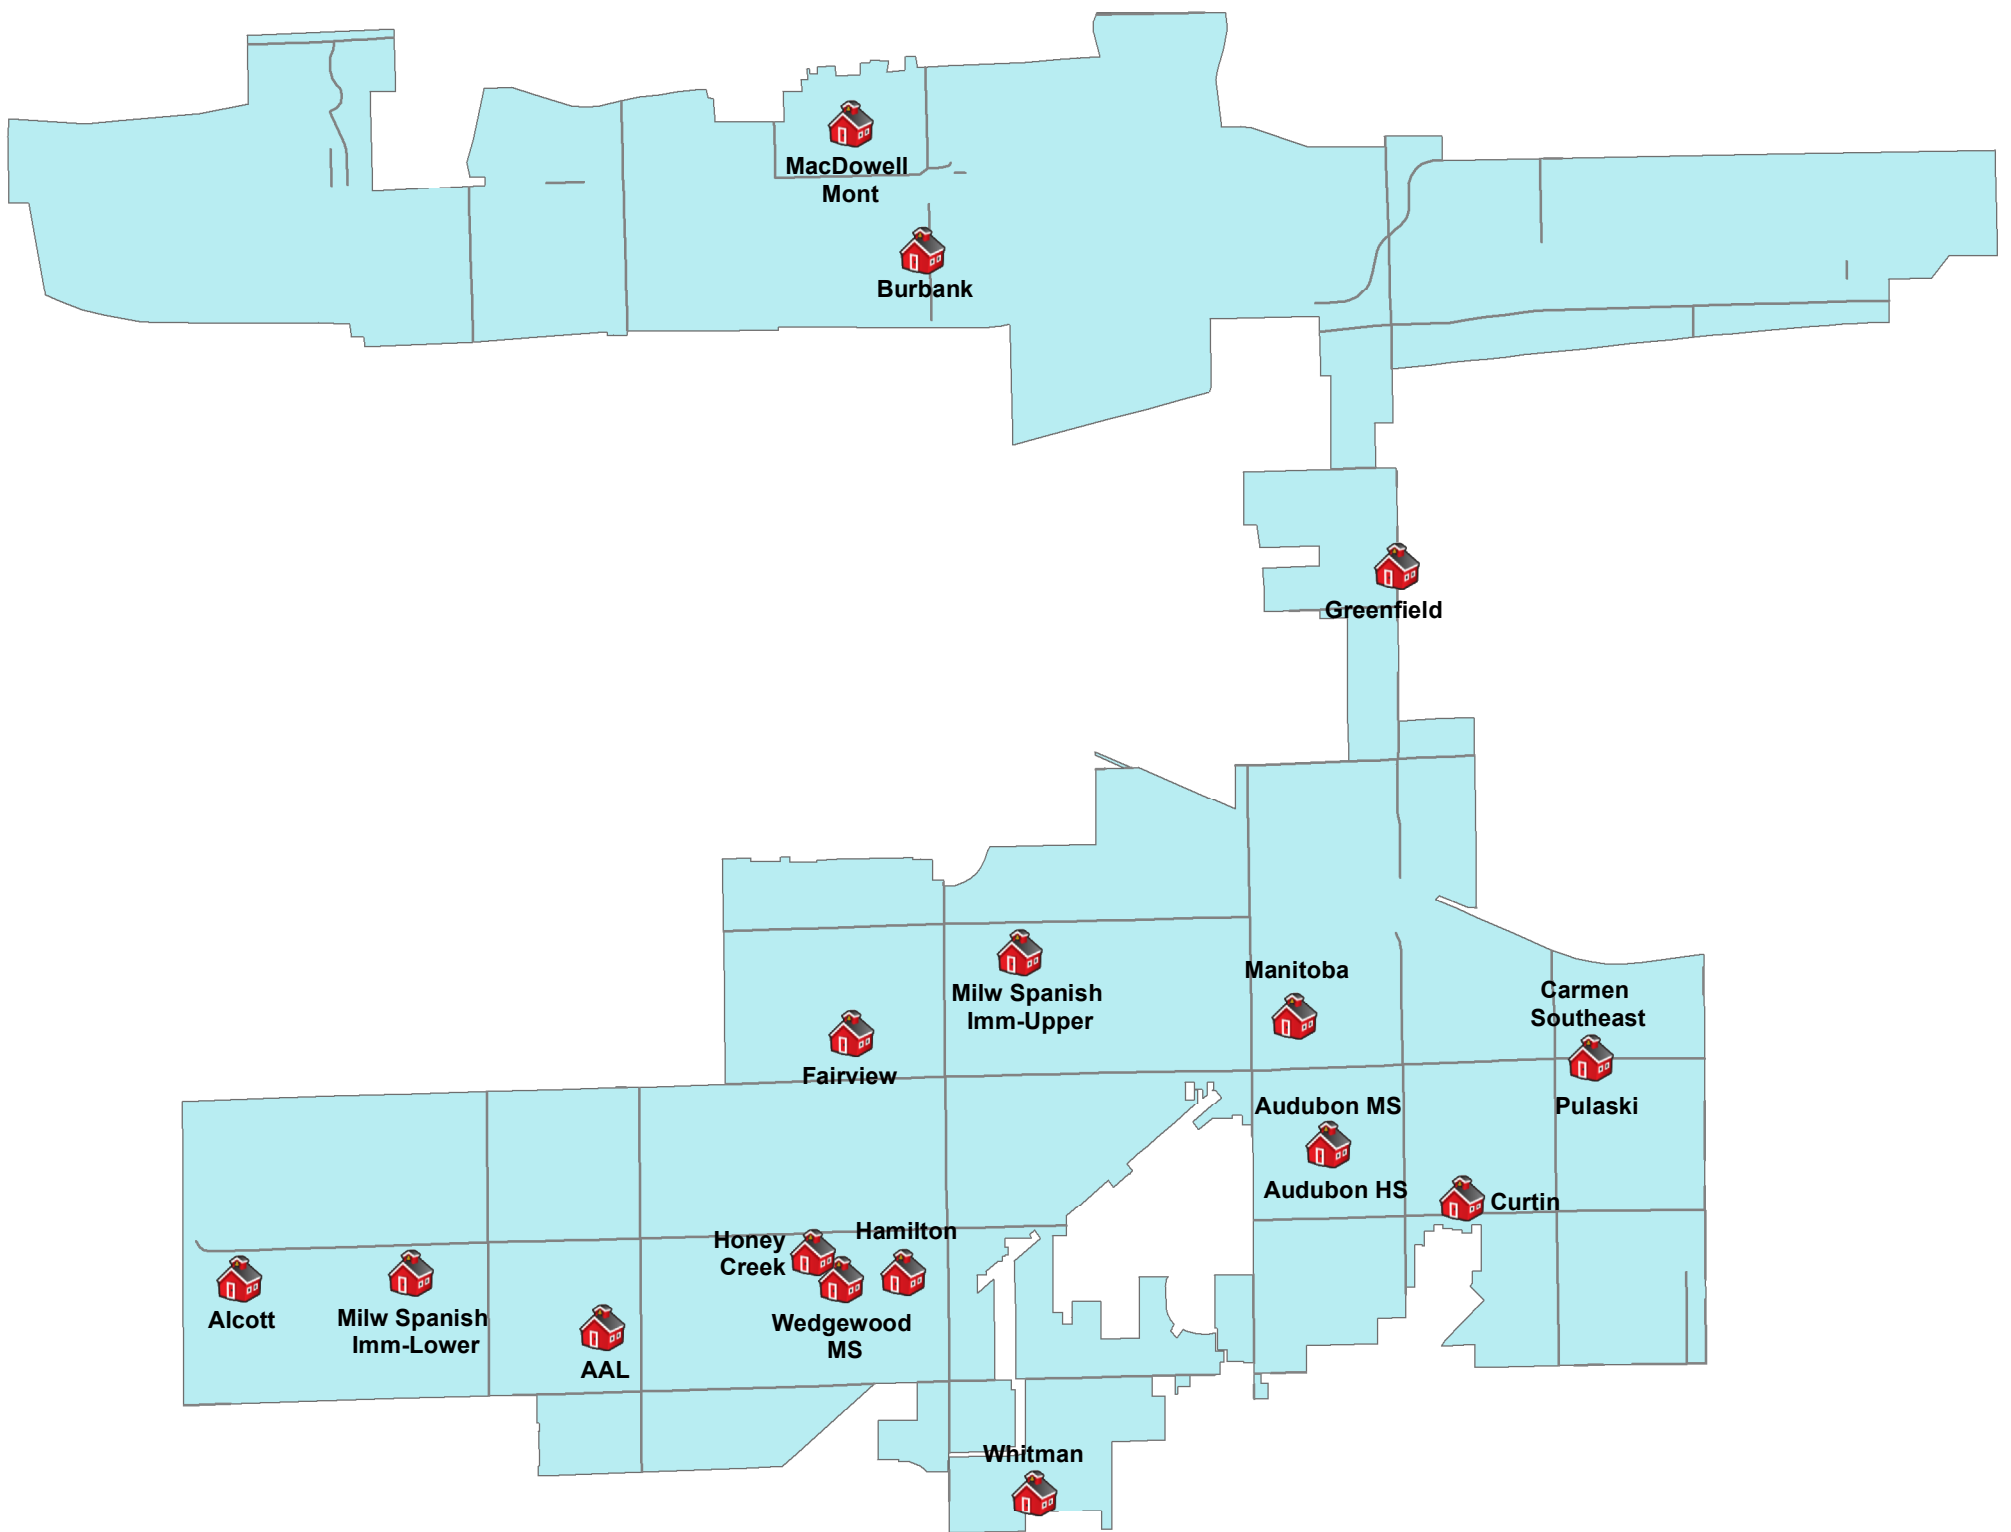 MacDowell
Mont
Burbank
Greenfield
Milw Spanish
Imm-Upper
Manitoba
Carmen
Southeast
Fairview
Pulaski
Audubon MS
Audubon HS
Curtin
Honey
Creek
Hamilton
Alcott
Milw Spanish
Imm-Lower
AAL
Wedgewood
MS
Whitman